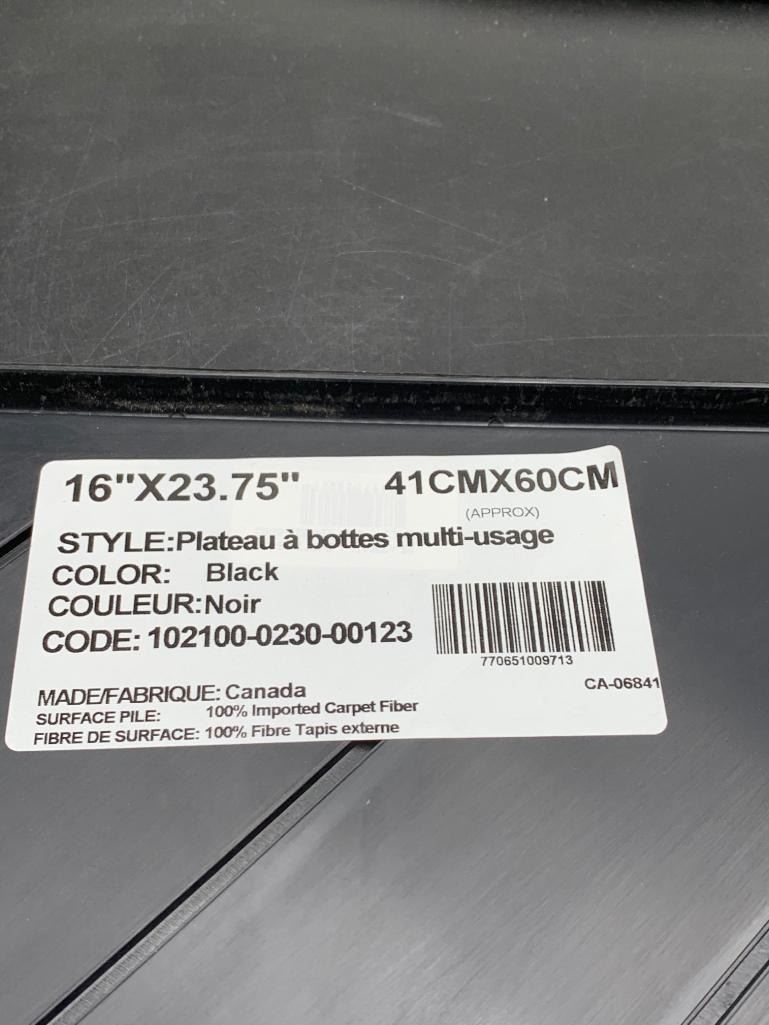 16"X23.75" 41CMX60CM
(APPROX)
STYLE:Plateau à bottes multi-usage
COLOR: Black
COULEUR:Noir
CODE: 102100-0230-00123
770651009713
CA-06841
MADE/FABRIQUE: Canada
SURFACE PILE: 100% Imported Carpet Fiber
FIBRE DE SURFACE: 100% Fibre Tapis externe